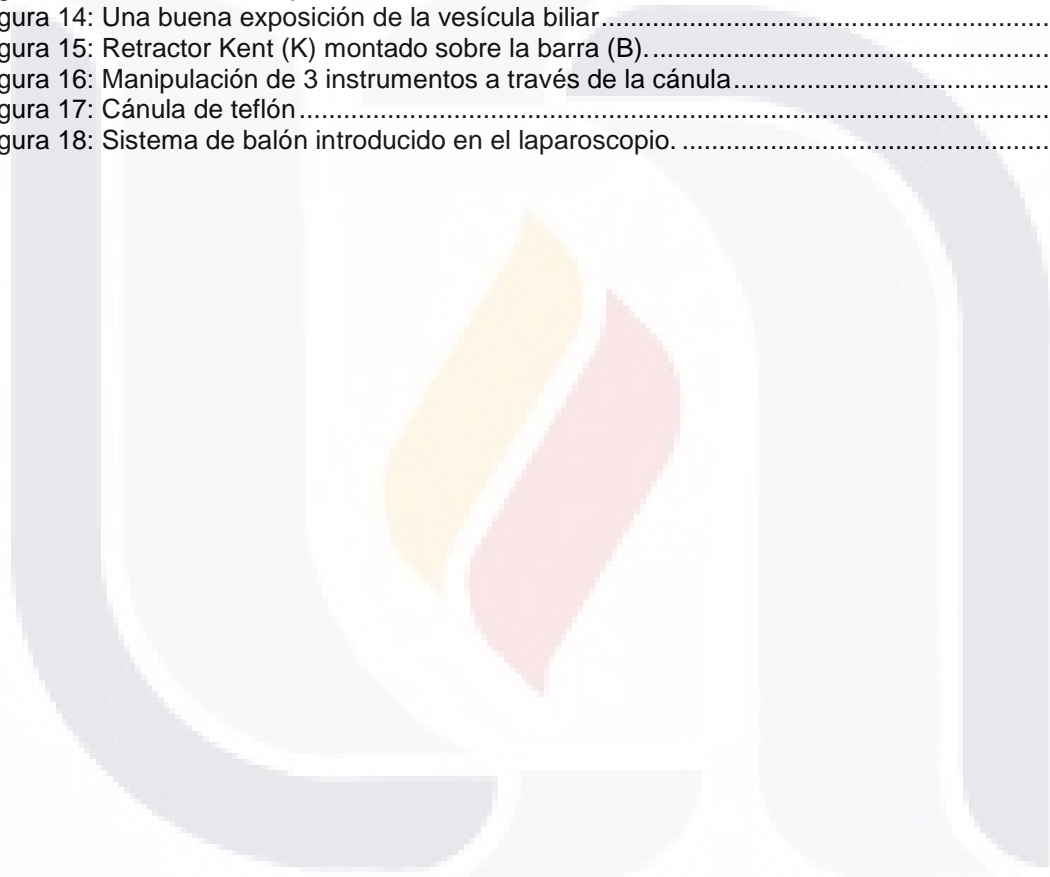 gura 14: Una buena exposición de la vesícula biliar..........................................................
gura 15: Retractor Kent (K) montado sobre la barra (B)...................................................
gura 16: Manipulación de 3 instrumentos a través de la cánula.......................................
gura 17: Cánula de teflón....................................................................................................
gura 18: Sistema de balón introducido en el laparoscopio. ..............................................